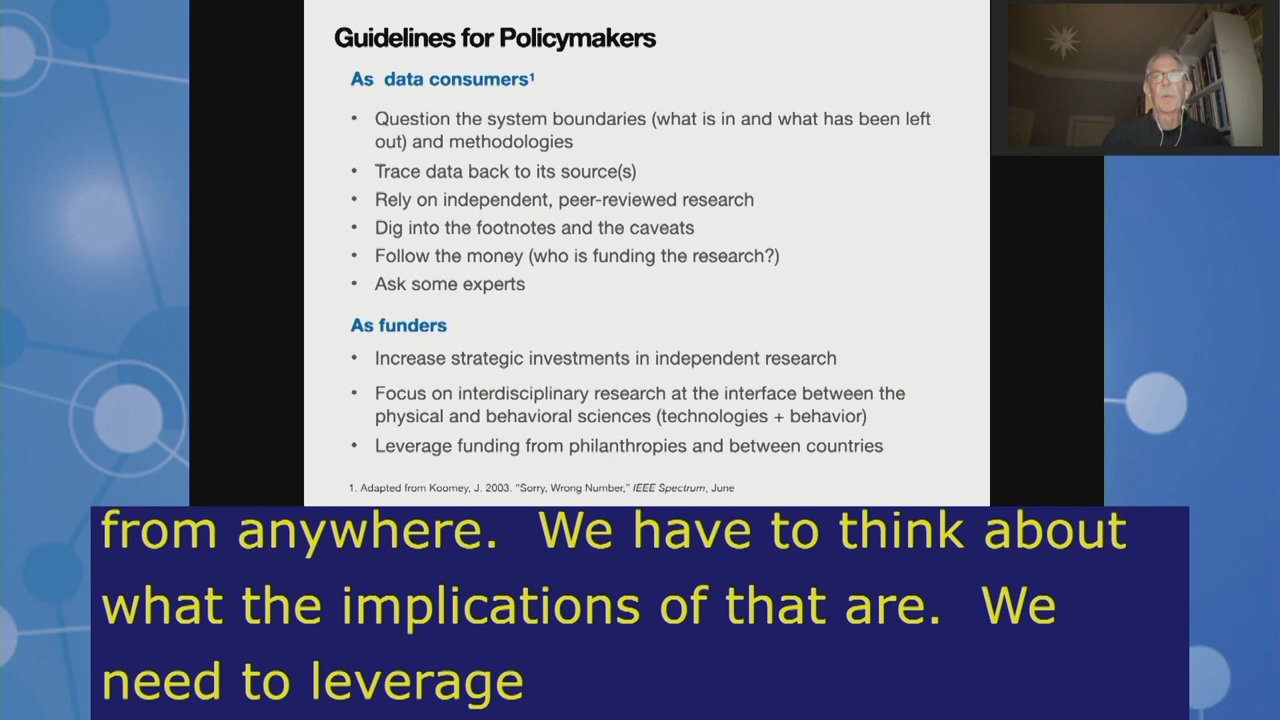 Guidelines for Policymakers
As data consumers¹
• Question the system boundaries (what is in and what has been left
out) and methodologies
• Trace data back to its source(s)
• Rely on independent, peer-reviewed research
• Dig into the footnotes and the caveats
• Follow the money (who is funding the research?)
• Ask some experts
As funders
• Increase strategic investments in independent research
• Focus on interdisciplinary research at the interface between the
physical and behavioral sciences (technologies + behavior)
• Leverage funding from philanthropies and between countries
1. Adapted from Koomey, J. 2003. "Sorry, Wrong Number," IEEE Spectrum, June
from anywhere. We have to think about
what the implications of that are. We
need to leverage